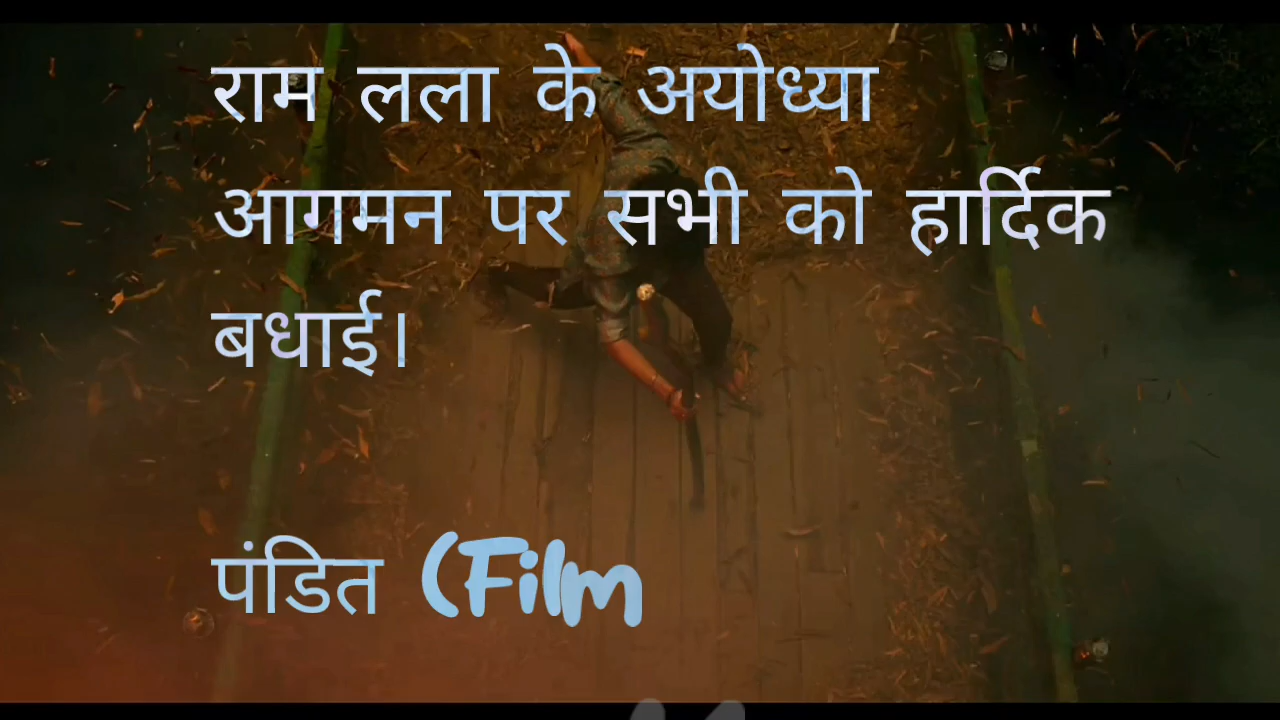 राम लला के अयोध्या
आगमन पर सभी को हार्दिक
बधाई।
पंडित (Film